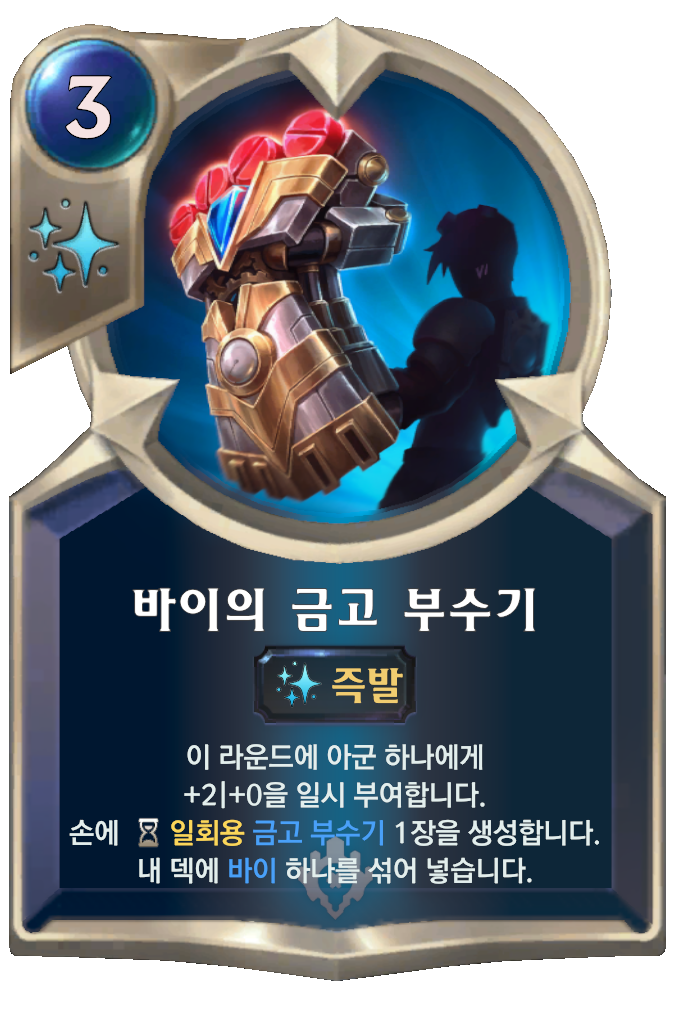 3
바이의 금고 부수기
즉발
이 라운드에 아군 하나에게
+2|+0을 일시 부여합니다.
손에 일회용 금고 부수기 1장을 생성합니다.
내 덱에 바이 하나를 섞어 넣습니다.